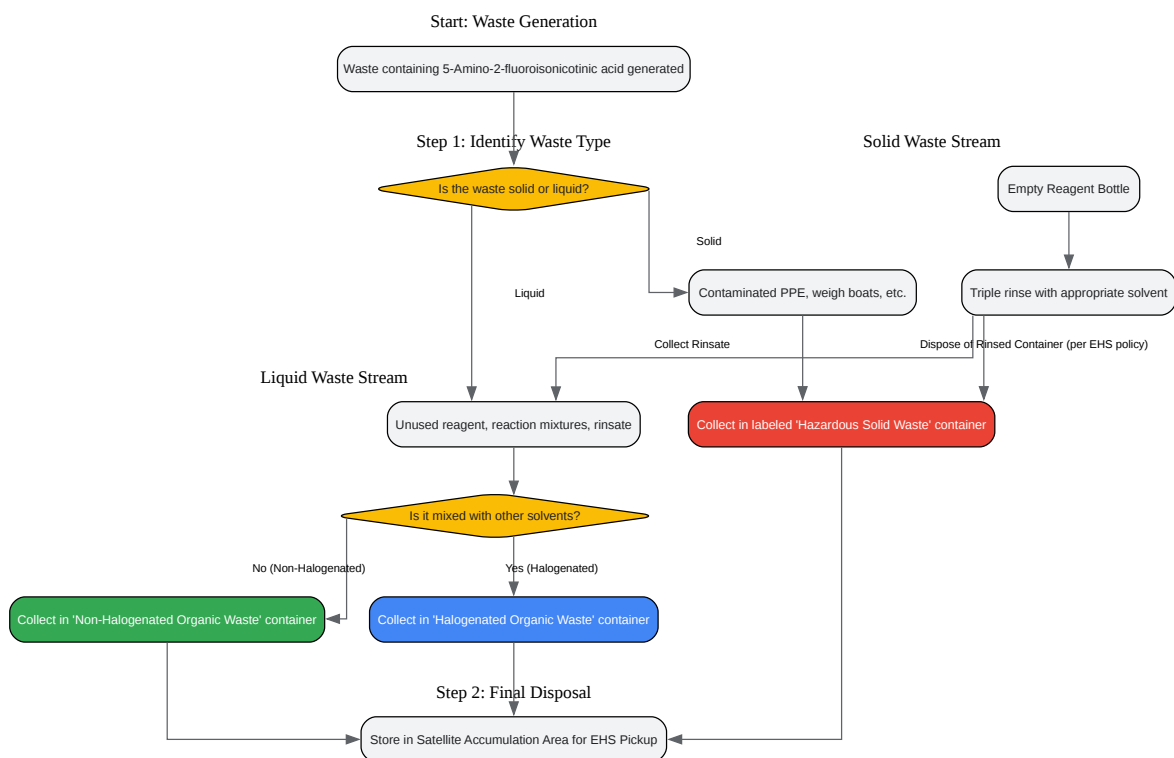 Start: Waste Generation
Waste containing 5-Amino-2-fluoroisonicotinic acid generated
Step 1: Identify Waste Type
Solid Waste Stream
Is the waste solid or liquid?
Empty Reagent Bottle
Solid
Liquid
Contaminated PPE, weigh boats, etc.
Triple rinse with appropriate solvent
Collect Rinsate
Dispose of Rinsed Container (per EHS policy)
Liquid Waste Stream
Unused reagent, reaction mixtures, rinsate
Collect in labeled 'Hazardous Solid Waste' container
Is it mixed with other solvents?
No (Non-Halogenated)
Yes (Halogenated)
Collect in 'Non-Halogenated Organic Waste' container
Collect in 'Halogenated Organic Waste' container
Step 2: Final Disposal
Store in Satellite Accumulation Area for EHS Pickup